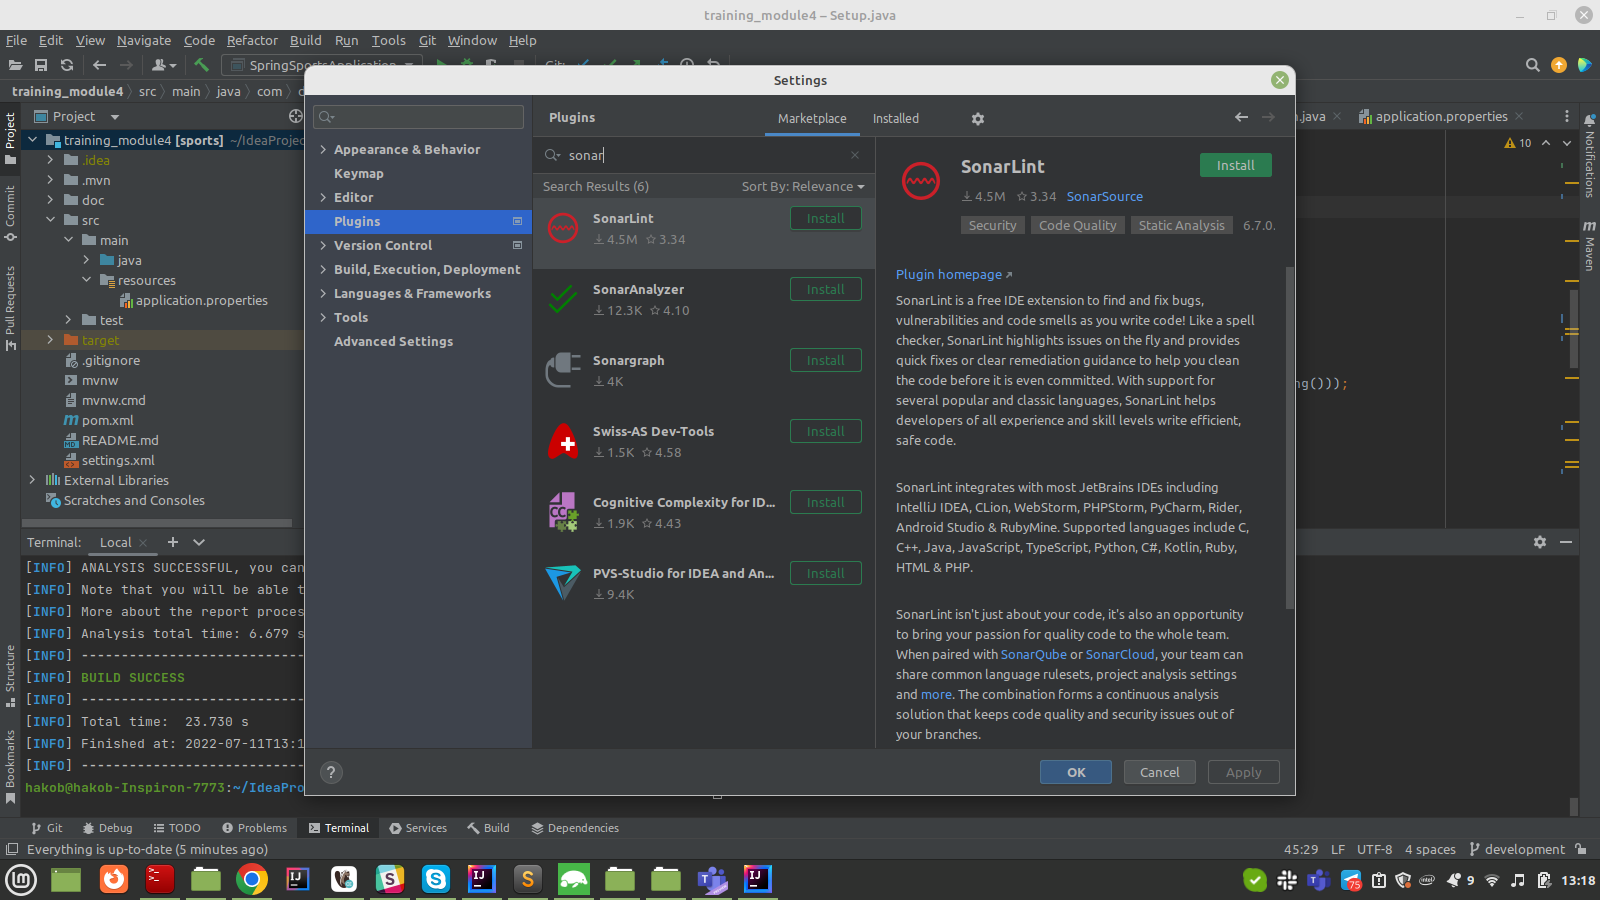 training_module4 – Setup.java
File Edit View Navigate Code Refactor Build Run Tools Git Window Help
SpringSportsApplication
Git:
training_module4 src main java com
Settings
Project
training_module4 [sports] ~/IdeaProjec
.idea
.mvn
doc
src
main
java
resources
application.properties
test
target
.gitignore
mvnw
mvnw.cmd
pom.xml
README.md
settings.xml
External Libraries
Scratches and Consoles
Project
Commit
Pull Requests
Structure
Bookmarks
Appearance & Behavior
Keymap
Editor
Plugins
Version Control
Build, Execution, Deployment
Languages & Frameworks
Tools
Advanced Settings
Plugins
Marketplace
Installed
sonar
Search Results (6)
Sort By: Relevance
SonarLint
4.5M 3.34
Install
SonarAnalyzer
12.3K 4.10
Install
Sonargraph
4K
Install
Swiss-AS Dev-Tools
1.5K 4.58
Install
Cognitive Complexity for ID...
1.9K 4.43
Install
PVS-Studio for IDEA and An...
9.4K
Install
SonarLint
Install
4.5M 3.34 SonarSource
Security Code Quality Static Analysis 6.7.0.
Plugin homepage
SonarLint is a free IDE extension to find and fix bugs,
vulnerabilities and code smells as you write code! Like a spell
checker, SonarLint highlights issues on the fly and provides
quick fixes or clear remediation guidance to help you clean
the code before it is even committed. With support for
several popular and classic languages, SonarLint helps
developers of all experience and skill levels write efficient,
safe code.
SonarLint integrates with most JetBrains IDEs including
IntelliJ IDEA, CLion, WebStorm, PHPStorm, PyCharm, Rider,
Android Studio & RubyMine. Supported languages include C,
C++, Java, JavaScript, TypeScript, Python, C#, Kotlin, Ruby,
HTML & PHP.
SonarLint isn't just about your code, it's also an opportunity
to bring your passion for quality code to the whole team.
When paired with SonarQube or SonarCloud, your team can
share common language rulesets, project analysis settings
and more. The combination forms a continuous analysis
solution that keeps code quality and security issues out of
your branches.
?
OK
Cancel
Apply
.java
application.properties
10
ng()));
Notifications
m
Maven
Terminal: Local
[INFO] ANALYSIS SUCCESSFUL, you can
[INFO] Note that you will be able t
[INFO] More about the report proces
[INFO] Analysis total time: 6.679 s
[INFO] ----------------------------
[INFO] BUILD SUCCESS
[INFO] ----------------------------
[INFO] Total time:  23.730 s
[INFO] Finished at: 2022-07-11T13:1
[INFO] ----------------------------
hakob@hakob-Inspiron-7773:~/IdeaPro
Git Debug TODO Problems Terminal Services Build Dependencies
Everything is up-to-date (5 minutes ago)
45:29 LF UTF-8 4 spaces development
75
9
13:18